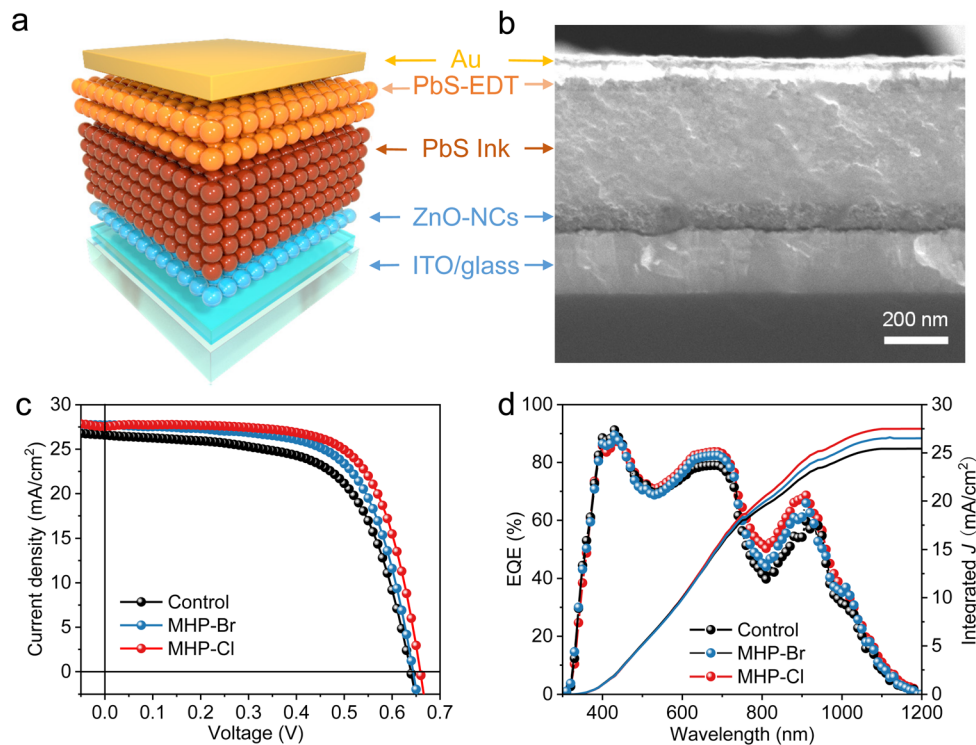 a
b
Au
PbS-EDT
PbS Ink
ZnO-NCs
ITO/glass
200 nm
c
30
25
20
15
10
5
0
Current density (mA/cm²)
Control
MHP-Br
MHP-Cl
0.0 0.1 0.2 0.3 0.4 0.5 0.6 0.7
Voltage (V)
d
100
80
60
40
20
0
EQE (%)
Control
MHP-Br
MHP-Cl
30
25
20
15
10
5
0
Integrated J (mA/cm²)
400 600 800 1000 1200
Wavelength (nm)